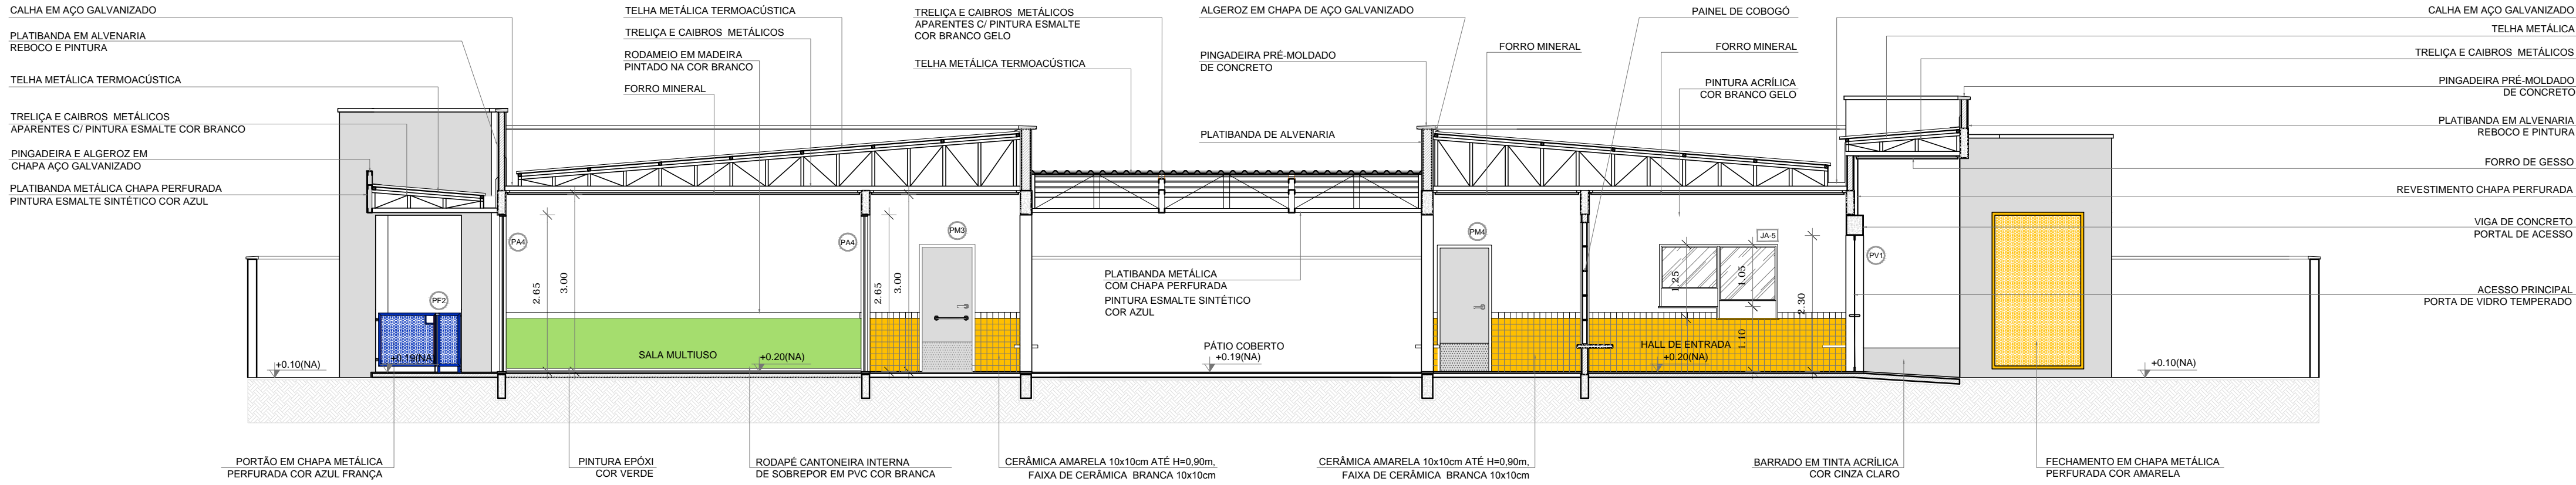 CALHA EM AÇO GALVANIZADO
PLATIBANDA EM ALVENARIA
REBOCO E PINTURA
TELHA METÁLICA TERMOACÚSTICA
TRELIÇA E CAIBROS  METÁLICOS
APARENTES C/ PINTURA ESMALTE COR BRANCO
PINGADEIRA E ALGEROZ EM
CHAPA AÇO GALVANIZADO
PLATIBANDA METÁLICA CHAPA PERFURADA
PINTURA ESMALTE SINTÉTICO COR AZUL
TELHA METÁLICA TERMOACÚSTICA
TRELIÇA E CAIBROS  METÁLICOS
RODAMEIO EM MADEIRA
PINTADO NA COR BRANCO
FORRO MINERAL
TRELIÇA E CAIBROS  METÁLICOS
APARENTES C/ PINTURA ESMALTE
COR BRANCO GELO
TELHA METÁLICA TERMOACÚSTICA
ALGEROZ EM CHAPA DE AÇO GALVANIZADO
PINGADEIRA PRÉ-MOLDADO
DE CONCRETO
PLATIBANDA DE ALVENARIA
FORRO MINERAL
PAINEL DE COBOGÓ
FORRO MINERAL
PINTURA ACRÍLICA
COR BRANCO GELO
CALHA EM AÇO GALVANIZADO
TELHA METÁLICA
TRELIÇA E CAIBROS  METÁLICOS
PINGADEIRA PRÉ-MOLDADO
DE CONCRETO
PLATIBANDA EM ALVENARIA
REBOCO E PINTURA
FORRO DE GESSO
REVESTIMENTO CHAPA PERFURADA
VIGA DE CONCRETO
PORTAL DE ACESSO
ACESSO PRINCIPAL
PORTA DE VIDRO TEMPERADO
PF2
PA4
2.65
3.00
PA4
2.65
3.00
PM3
PLATIBANDA METÁLICA
COM CHAPA PERFURADA
PINTURA ESMALTE SINTÉTICO
COR AZUL
PM4
JA-5
1.25
1.05
1.10
2.30
PV1
+0.10(NA)
+0.19(NA)
SALA MULTIUSO
+0.20(NA)
PÁTIO COBERTO
+0.19(NA)
HALL DE ENTRADA
+0.20(NA)
+0.10(NA)
PORTÃO EM CHAPA METÁLICA
PERFURADA COR AZUL FRANÇA
PINTURA EPÓXI
COR VERDE
RODAPÉ CANTONEIRA INTERNA
DE SOBREPOR EM PVC COR BRANCA
CERÂMICA AMARELA 10x10cm ATÉ H=0,90m,
FAIXA DE CERÂMICA  BRANCA 10x10cm
CERÂMICA AMARELA 10x10cm ATÉ H=0,90m,
FAIXA DE CERÂMICA  BRANCA 10x10cm
BARRADO EM TINTA ACRÍLICA
COR CINZA CLARO
FECHAMENTO EM CHAPA METÁLICA
PERFURADA COR AMARELA